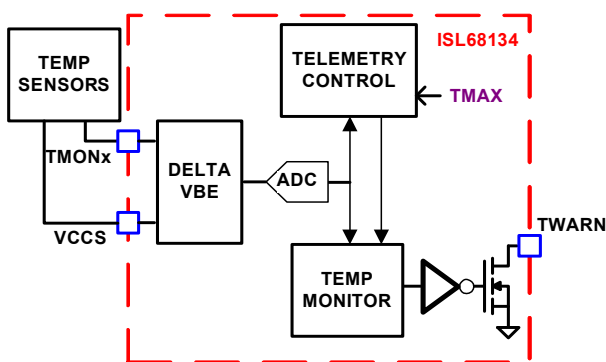 ISL68134
TEMP
SENSORS
TELEMETRY
CONTROL
TMAX
TMONx
DELTA
VBE
ADC
VCCS
TWARN
TEMP
MONITOR